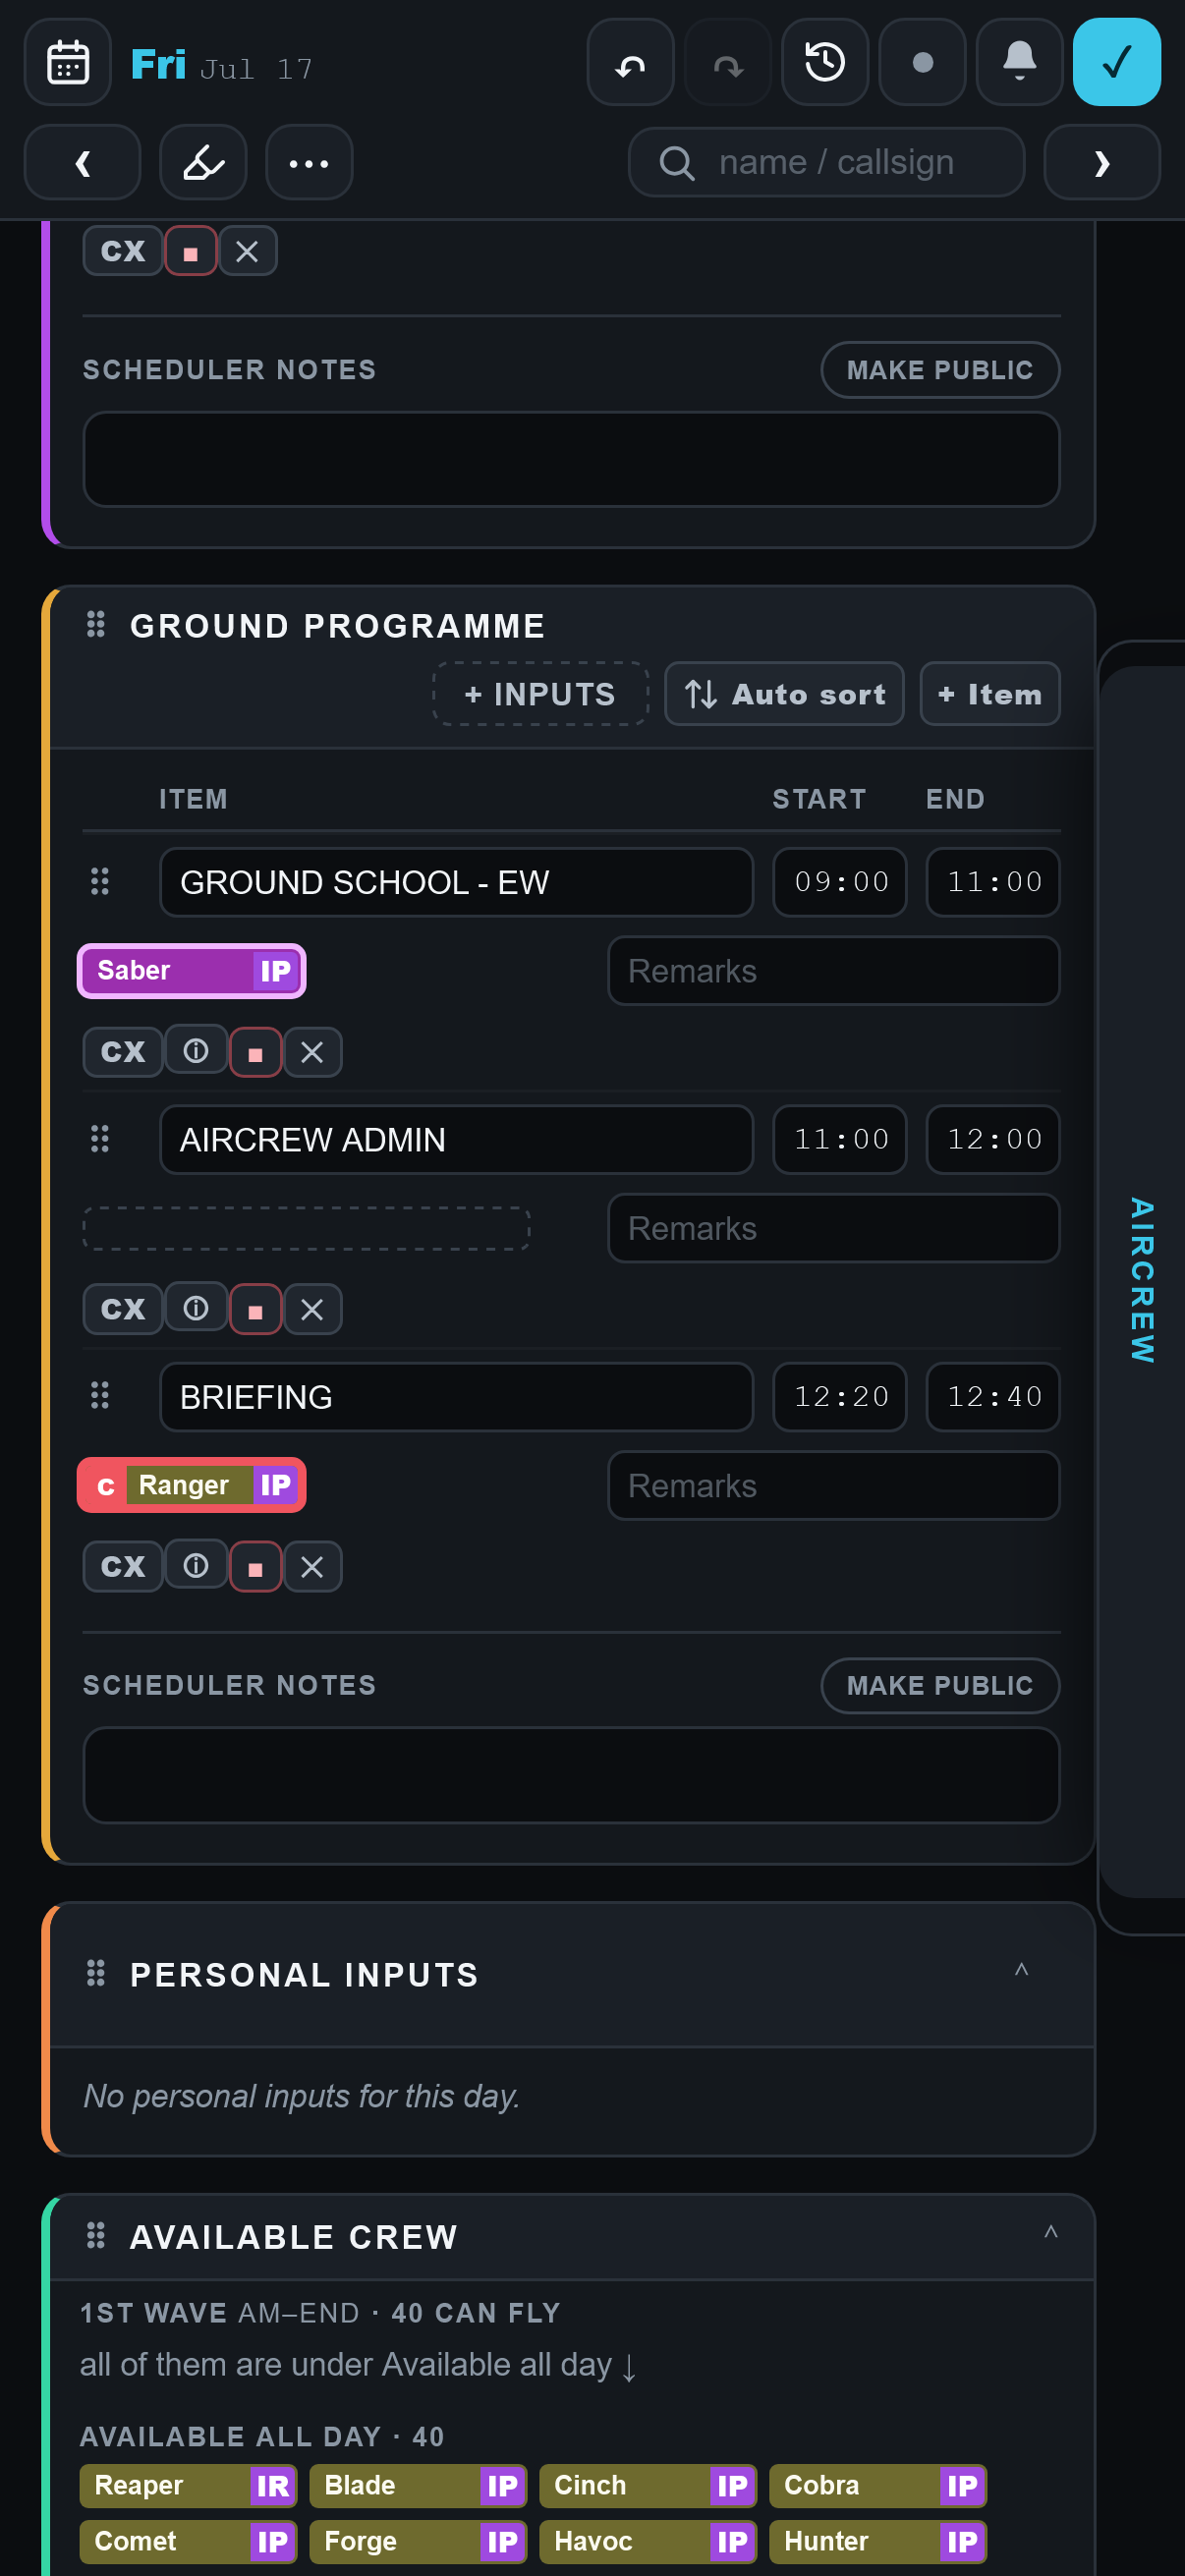 Fri Jul 17
name / callsign
CX
SCHEDULER NOTES MAKE PUBLIC
GROUND PROGRAMME
+ INPUTS Auto sort + Item
ITEM START END
GROUND SCHOOL - EW 09:00 11:00
Saber IP Remarks
CX
AIRCREW ADMIN 11:00 12:00
Remarks
CX
BRIEFING 12:20 12:40
C Ranger IP Remarks
CX
SCHEDULER NOTES MAKE PUBLIC
AIRCREW
PERSONAL INPUTS
No personal inputs for this day.
AVAILABLE CREW
1ST WAVE AM–END · 40 CAN FLY
all of them are under Available all day ↓
AVAILABLE ALL DAY · 40
Reaper IR Blade IP Cinch IP Cobra IP
Comet IP Forge IP Havoc IP Hunter IP